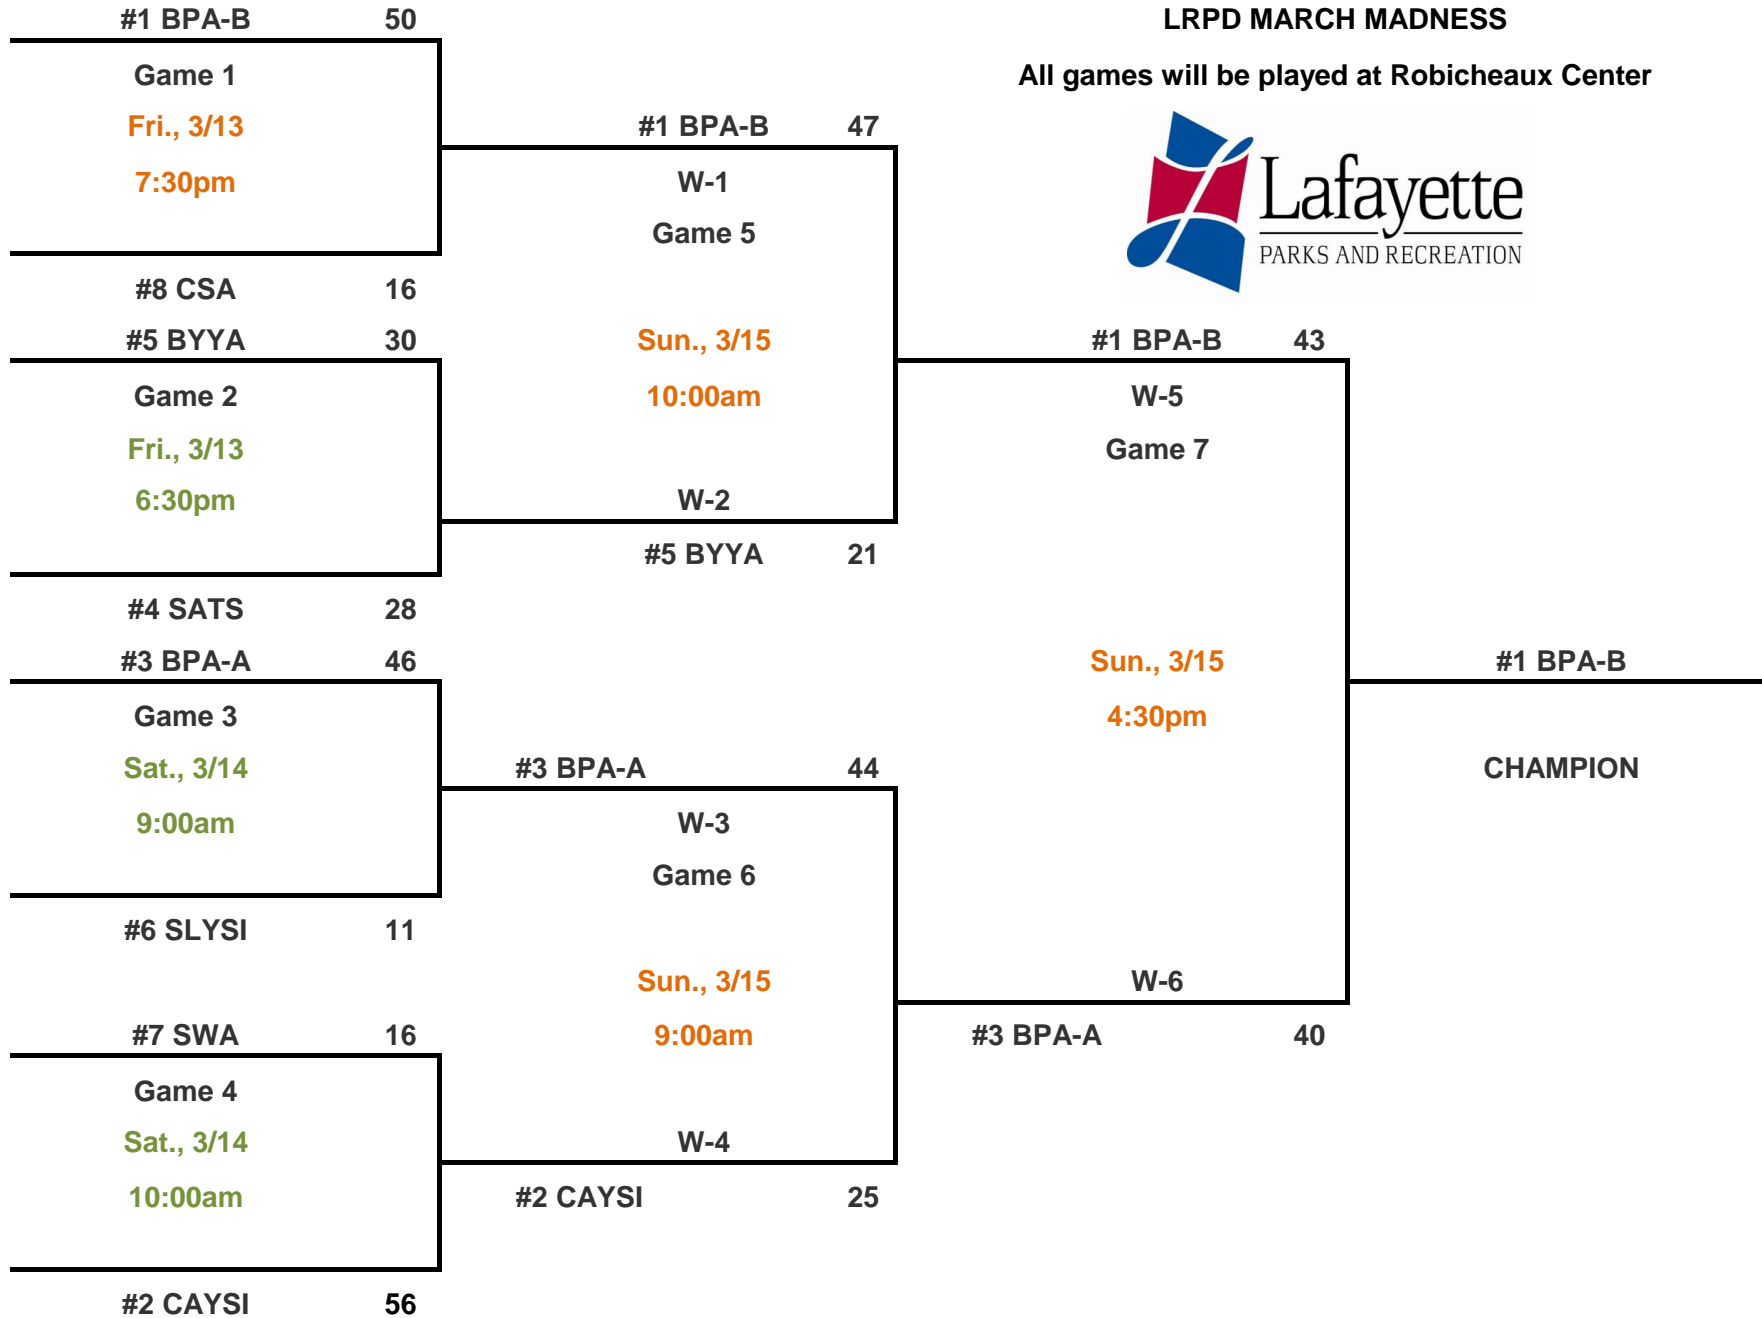 LRPD MARCH MADNESS
All games will be played at Robicheaux Center
Lafayette
PARKS AND RECREATION
#1 BPA-B 50
Game 1
Fri., 3/13
7:30pm
#8 CSA 16
#5 BYYA 30
Game 2
Fri., 3/13
6:30pm
#4 SATS 28
#3 BPA-A 46
Game 3
Sat., 3/14
9:00am
#6 SLYSI 11
#7 SWA 16
Game 4
Sat., 3/14
10:00am
#2 CAYSI 56
#1 BPA-B 47
W-1
Game 5
Sun., 3/15
10:00am
W-2
#5 BYYA 21
#3 BPA-A 44
W-3
Game 6
Sun., 3/15
9:00am
W-4
#2 CAYSI 25
#1 BPA-B 43
W-5
Game 7
Sun., 3/15
4:30pm
W-6
#3 BPA-A 40
#1 BPA-B
CHAMPION